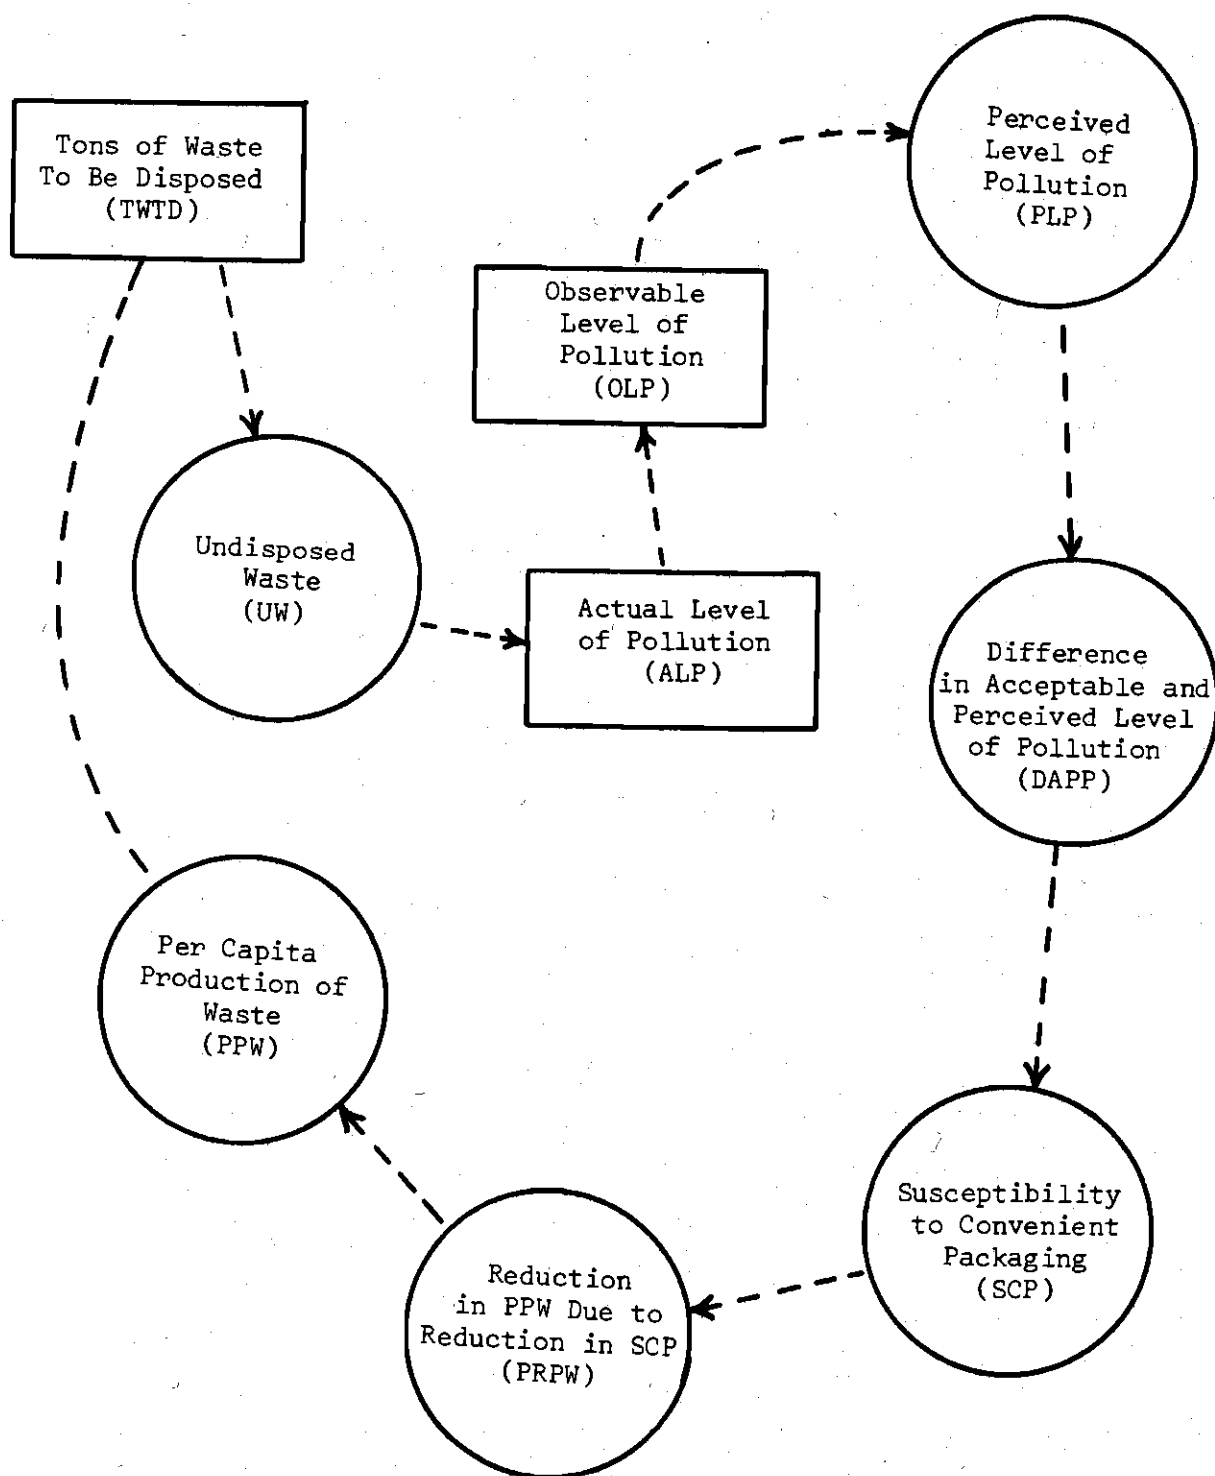 Tons of Waste
To Be Disposed
(TWTD)
Perceived
Level of
Pollution
(PLP)
Observable
Level of
Pollution
(OLP)
Undisposed
Waste
(UW)
Actual Level
of Pollution
(ALP)
Difference
in Acceptable and
Perceived Level
of Pollution
(DAPP)
Per Capita
Production of
Waste
(PPW)
Susceptibility
to Convenient
Packaging
(SCP)
Reduction
in PPW Due to
Reduction in SCP
(PRPW)